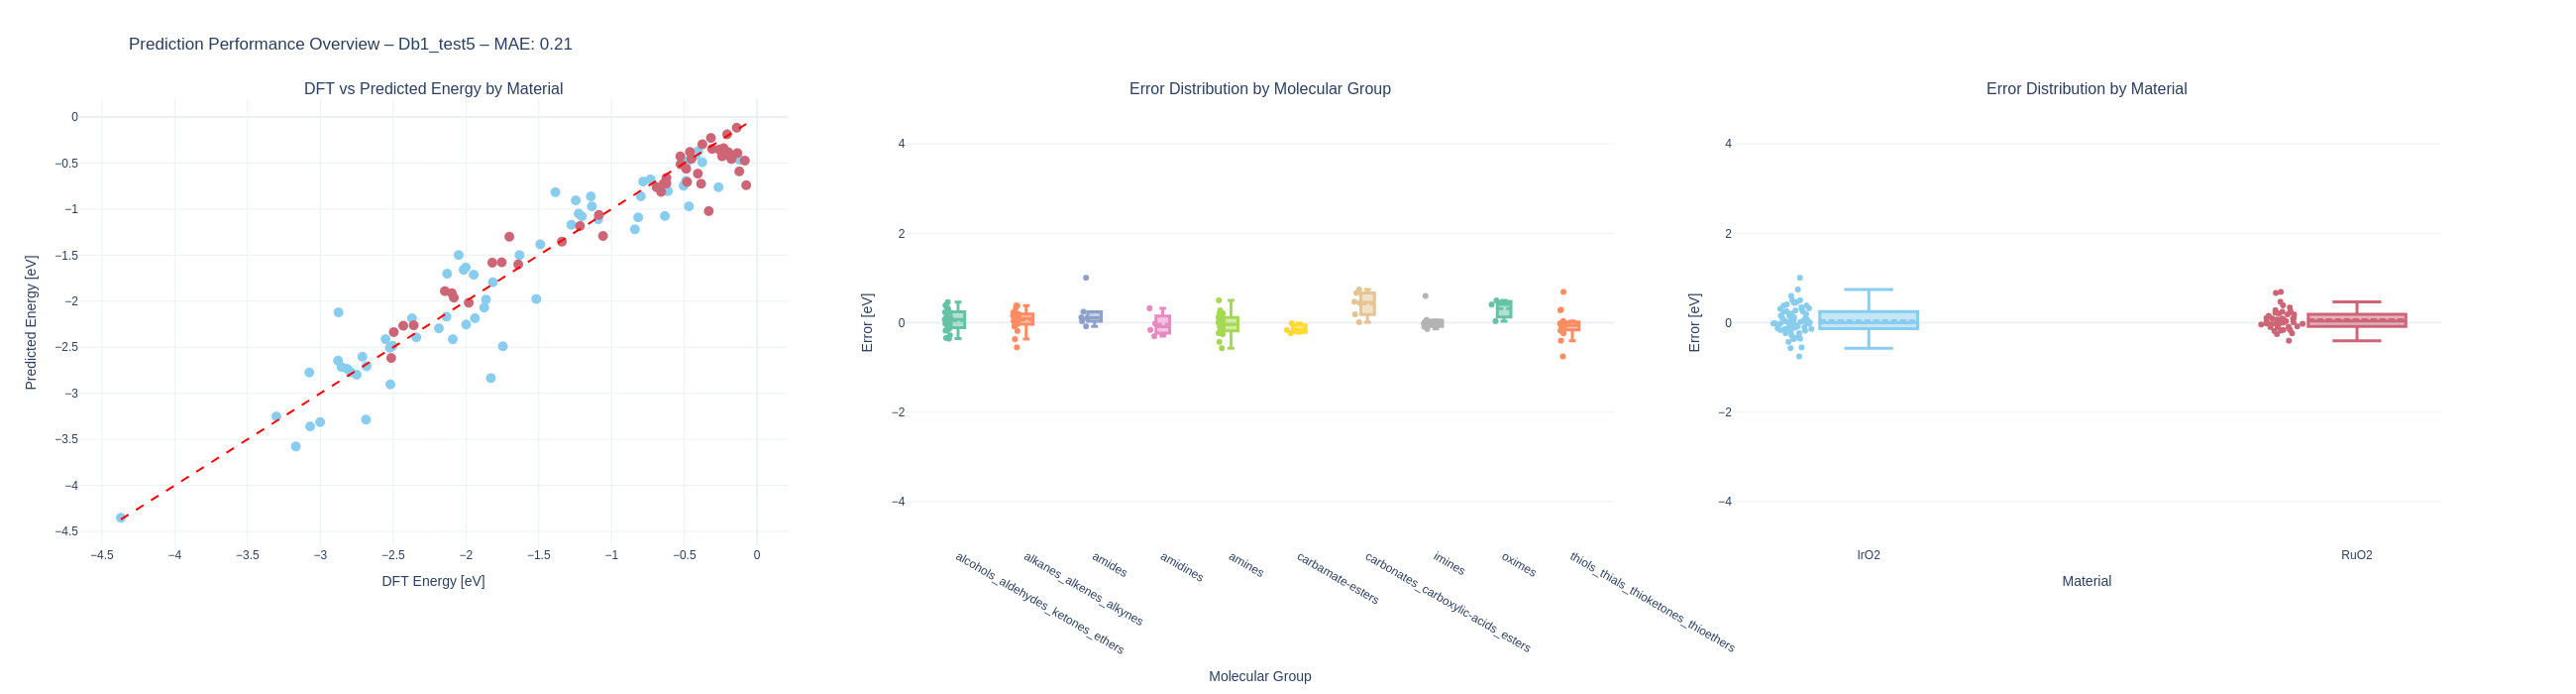 Prediction Performance Overview – Db1_test5 – MAE: 0.21
DFT vs Predicted Energy by Material
0
−0.5
−1
−1.5
−2
−2.5
−3
−3.5
−4
−4.5
Predicted Energy [eV]
−4.5 −4 −3.5 −3 −2.5 −2 −1.5 −1 −0.5 0
DFT Energy [eV]
Error Distribution by Molecular Group
4
2
0
−2
−4
Error [eV]
alcohols_aldehydes_ketones_ethers
alkanes_alkenes_alkynes
amides
amidines
amines
carbamate-esters
carbonates_carboxylic-acids_esters
imines
oximes
thiols_thials_thioketones_thioethers
Molecular Group
Error Distribution by Material
4
2
0
−2
−4
Error [eV]
IrO2 RuO2
Material